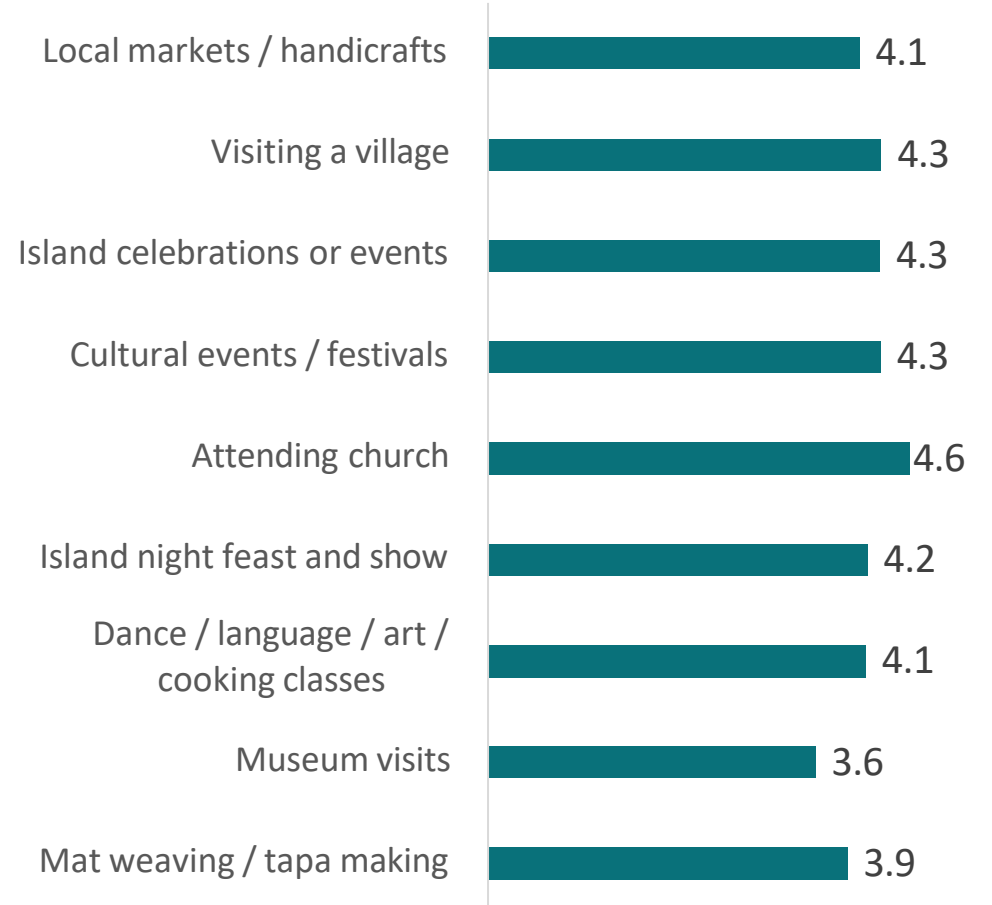 Local markets / handicrafts 4.1
Visiting a village 4.3
Island celebrations or events 4.3
Cultural events / festivals 4.3
Attending church 4.6
Island night feast and show 4.2
Dance / language / art /
cooking classes 4.1
Museum visits 3.6
Mat weaving / tapa making 3.9